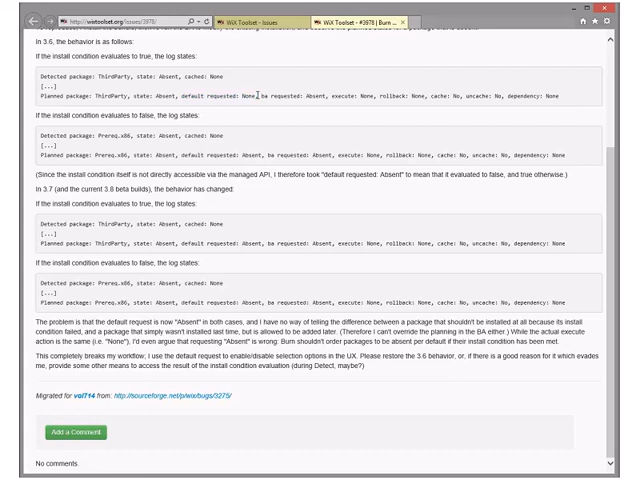 http://wixtoolset.org/issues/3978/
WiX Toolset - Issues
WiX Toolset - #3978 | Burn ...
In 3.6, the behavior is as follows:
If the install condition evaluates to true, the log states:
Detected package: ThirdParty, state: Absent, cached: None
[...]
Planned package: ThirdParty, state: Absent, default requested: None, ba requested: Absent, execute: None, rollback: None, cache: No, uncache: No, dependency: None
If the install condition evaluates to false, the log states:
Detected package: Prereq.x86, state: Absent, cached: None
[...]
Planned package: Prereq.x86, state: Absent, default requested: Absent, ba requested: Absent, execute: None, rollback: None, cache: No, uncache: No, dependency: None
(Since the install condition itself is not directly accessible via the managed API, I therefore took "default requested: Absent" to mean that it evaluated to false, and true otherwise.)
In 3.7 (and the current 3.8 beta builds), the behavior has changed:
If the install condition evaluates to true, the log states:
Detected package: ThirdParty, state: Absent, cached: None
[...]
Planned package: ThirdParty, state: Absent, default requested: Absent, ba requested: Absent, execute: None, rollback: None, cache: No, uncache: No, dependency: None
If the install condition evaluates to false, the log states:
Detected package: Prereq.x86, state: Absent, cached: None
[...]
Planned package: Prereq.x86, state: Absent, default requested: Absent, ba requested: Absent, execute: None, rollback: None, cache: No, uncache: No, dependency: None
The problem is that the default request is now "Absent" in both cases, and I have no way of telling the difference between a package that shouldn't be installed at all because its install
condition failed, and a package that simply wasn't installed last time, but is allowed to be added later. (Therefore I can't override the planning in the BA either.) While the actual execute
action is the same (i.e. "None"), I'd even argue that requesting "Absent" is wrong: Burn shouldn't order packages to be absent per default if their install condition has been met.
This completely breaks my workflow, I use the default request to enable/disable selection options in the UX. Please restore the 3.6 behavior, or, if there is a good reason for it which evades
me, provide some other means to access the result of the install condition evaluation (during Detect, maybe?)
Migrated for vol714 from: http://sourceforge.net/p/wix/bugs/3275/
Add a Comment
No comments.